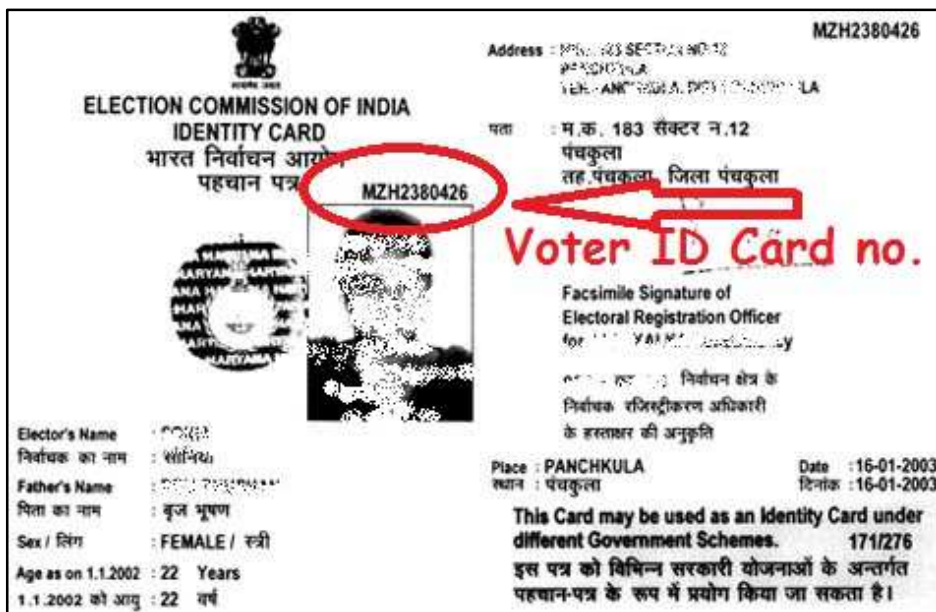 ELECTION COMMISSION OF INDIA
IDENTITY CARD
भारत निर्वाचन आयोग
पहचान पत्र
MZH2380426
HARYANA
Elector's Name :
निर्वाचक का नाम : सोनिया
Father's Name :
पिता का नाम : बृज भूषण
Sex / लिंग : FEMALE / स्त्री
Age as on 1.1.2002 : 22 Years
1.1.2002 को आयु : 22 वर्ष
MZH2380426
Address :
पता : म.क. 183 सैक्टर न.12
पंचकुला
तह.पंचकुला, जिला पंचकुला
Voter ID Card no.
Facsimile Signature of
Electoral Registration Officer
for
निर्वाचन क्षेत्र के
निर्वाचक रजिस्ट्रीकरण अधिकारी
के हस्ताक्षर की अनुकृति
Place : PANCHKULA Date : 16-01-2003
स्थान : पंचकुला दिनांक : 16-01-2003
This Card may be used as an Identity Card under
different Government Schemes. 171/276
इस पत्र को विभिन्न सरकारी योजनाओं के अन्तर्गत
पहचान-पत्र के रूप में प्रयोग किया जा सकता है।